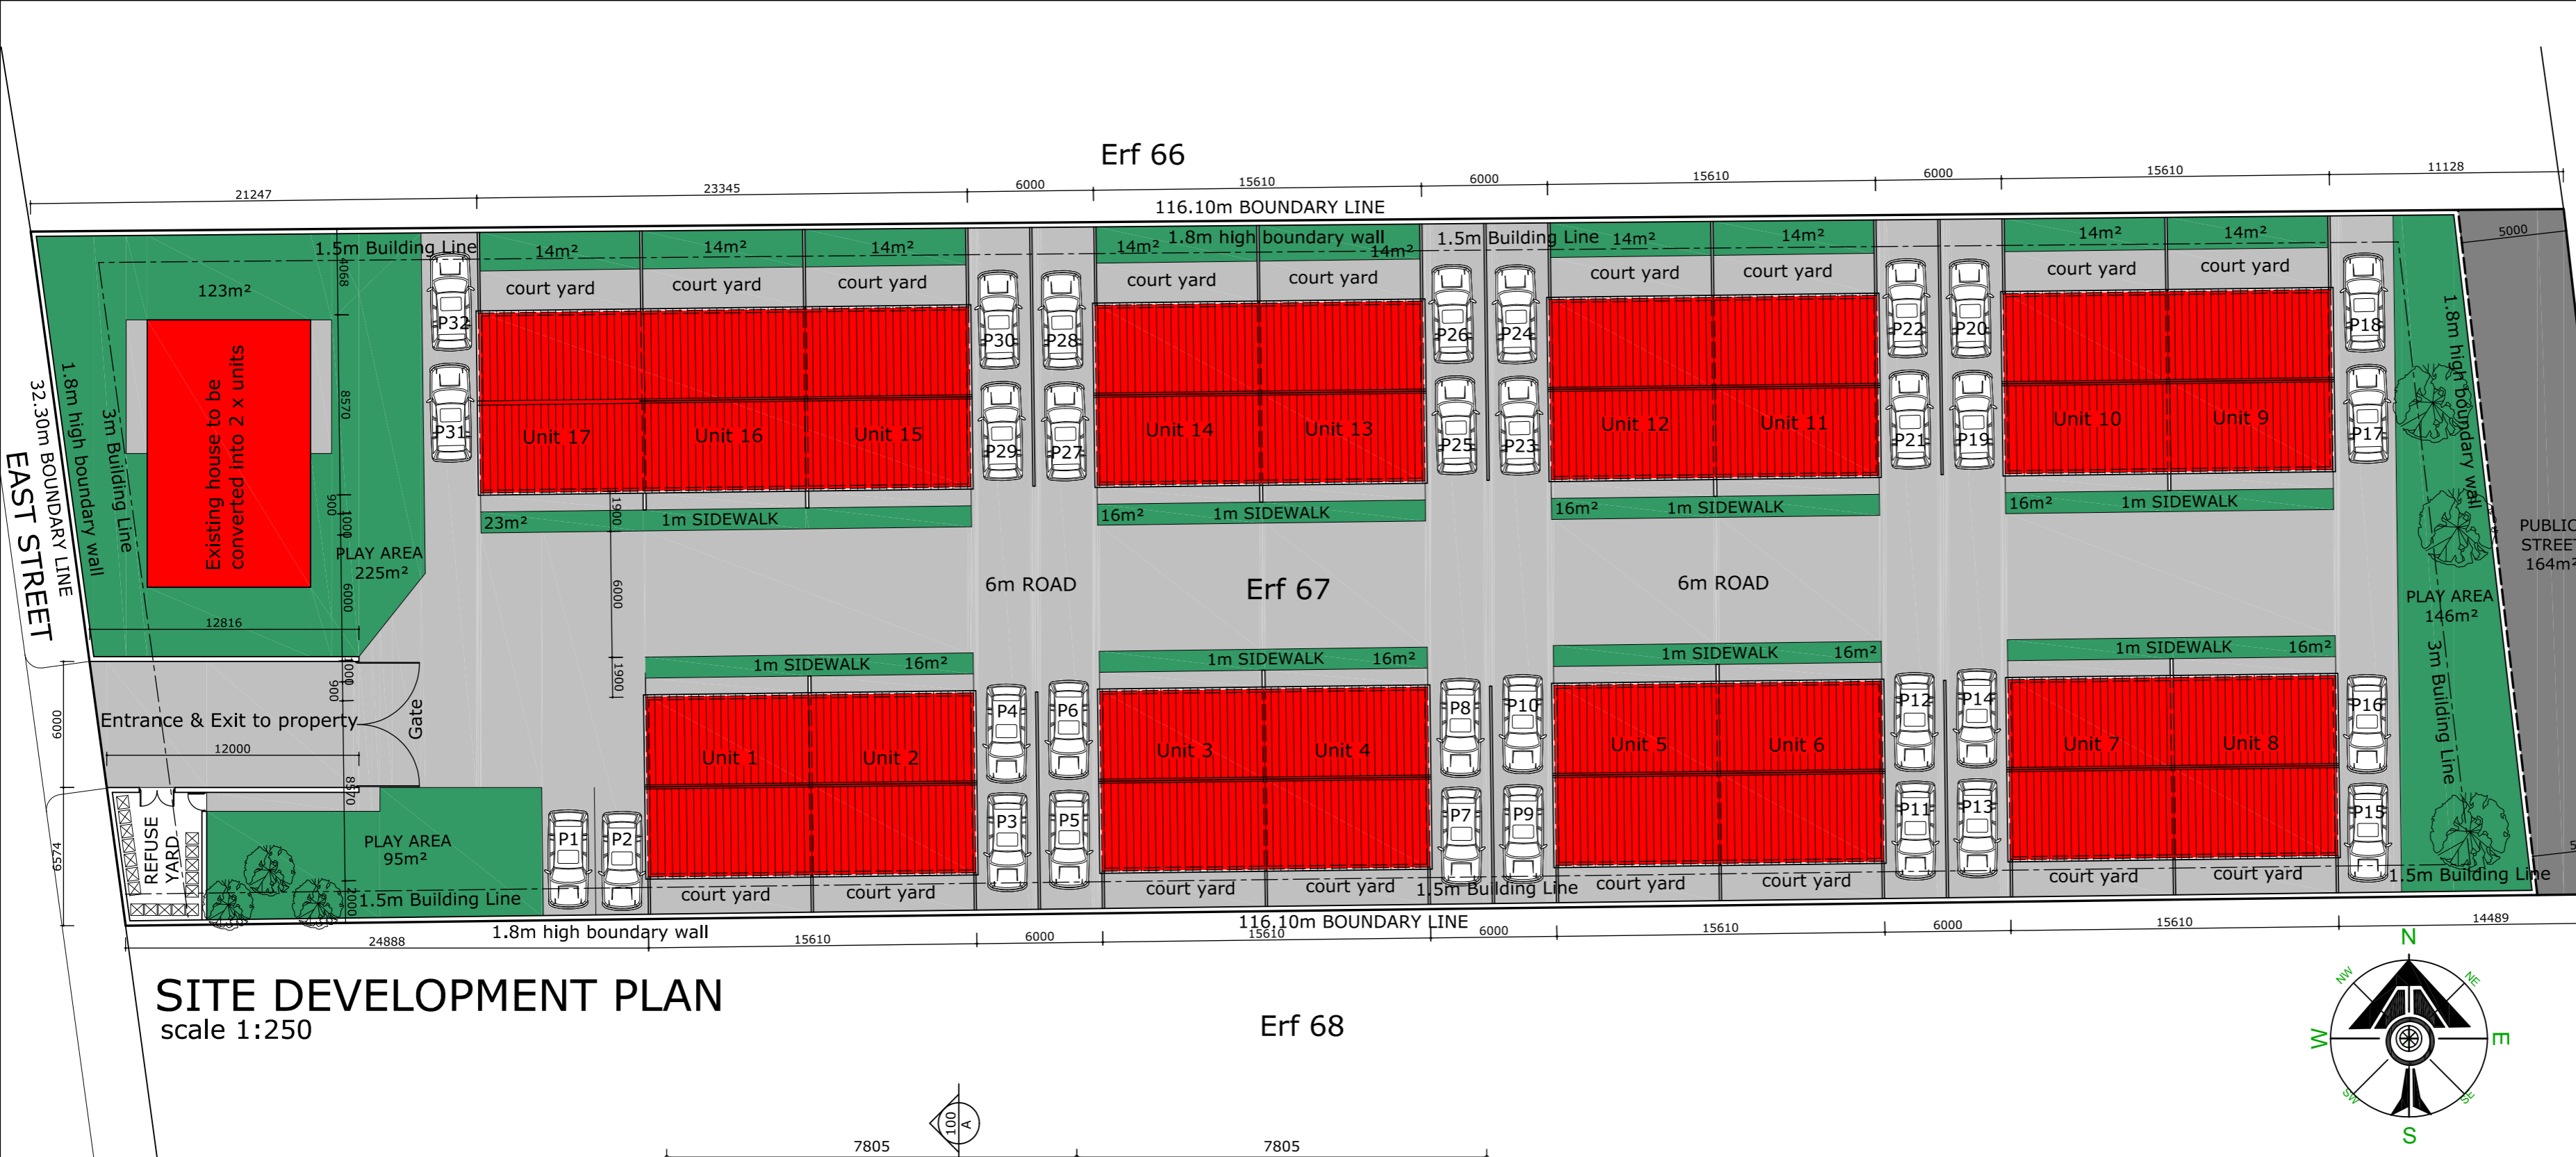 Erf 66
21247
23345
6000
15610
6000
15610
6000
15610
11128
116.10m BOUNDARY LINE
5000
1.5m Building Line
14m²
14m²
14m²
14m²
1.8m high boundary wall
14m²
1.5m Building Line
14m²
14m²
14m²
14m²
4068
123m²
court yard
court yard
court yard
court yard
court yard
court yard
court yard
court yard
court yard
P32
P30
P28
P26
P24
P22
P20
P18
P31
P29
P27
P25
P23
P21
P19
P17
Unit 17
Unit 16
Unit 15
Unit 14
Unit 13
Unit 12
Unit 11
Unit 10
Unit 9
EAST STREET
32.30m BOUNDARY LINE
1.8m high boundary wall
3m Building Line
Existing house to be
converted into 2 x units
8570
900
1000
6000
PLAY AREA
225m²
12816
23m²
1m SIDEWALK
16m²
1m SIDEWALK
16m²
1m SIDEWALK
16m²
1m SIDEWALK
1900
6000
1900
6m ROAD
Erf 67
6m ROAD
1.8m high boundary wall
PLAY AREA
146m²
3m Building Line
1m SIDEWALK
16m²
1m SIDEWALK
16m²
1m SIDEWALK
16m²
1m SIDEWALK
16m²
1000
900
6000
Entrance & Exit to property
Gate
12000
8570
6574
REFUSE
YARD
PLAY AREA
95m²
2000
1.5m Building Line
P1
P2
Unit 1
Unit 2
P4
P6
P3
P5
Unit 3
Unit 4
P8
P10
P7
P9
Unit 5
Unit 6
P12
P14
P11
P13
Unit 7
Unit 8
P16
P15
court yard
court yard
court yard
court yard
1.5m Building Line
court yard
court yard
court yard
court yard
1.5m Building Line
1.8m high boundary wall
116.10m BOUNDARY LINE
24888
15610
6000
15610
6000
15610
6000
15610
14489
SITE DEVELOPMENT PLAN
scale 1:250
Erf 68
N
NE
E
SE
S
SW
W
NW
100
A
7805
7805
164m²